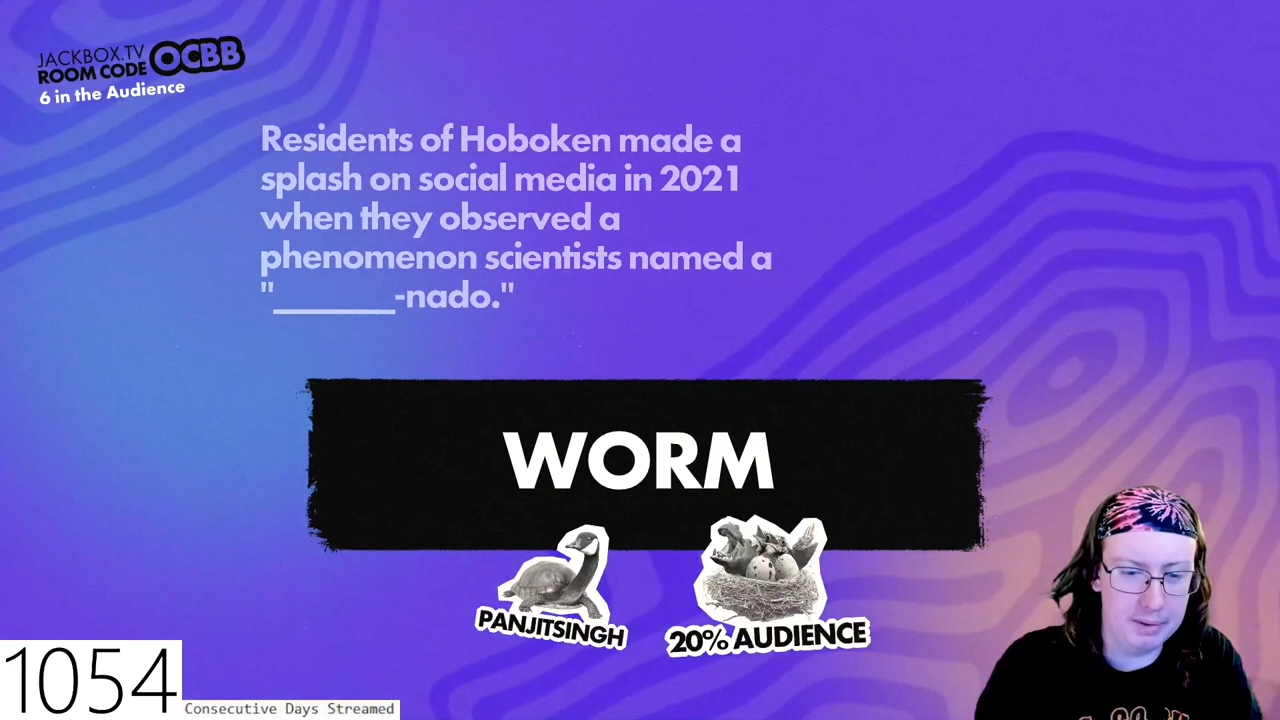 JACKBOX.TV
ROOM CODE OCBB
6 in the Audience
Residents of Hoboken made a
splash on social media in 2021
when they observed a
phenomenon scientists named a
"______-nado."
WORM
PANJITSINGH
20% AUDIENCE
1054
Consecutive Days Streamed